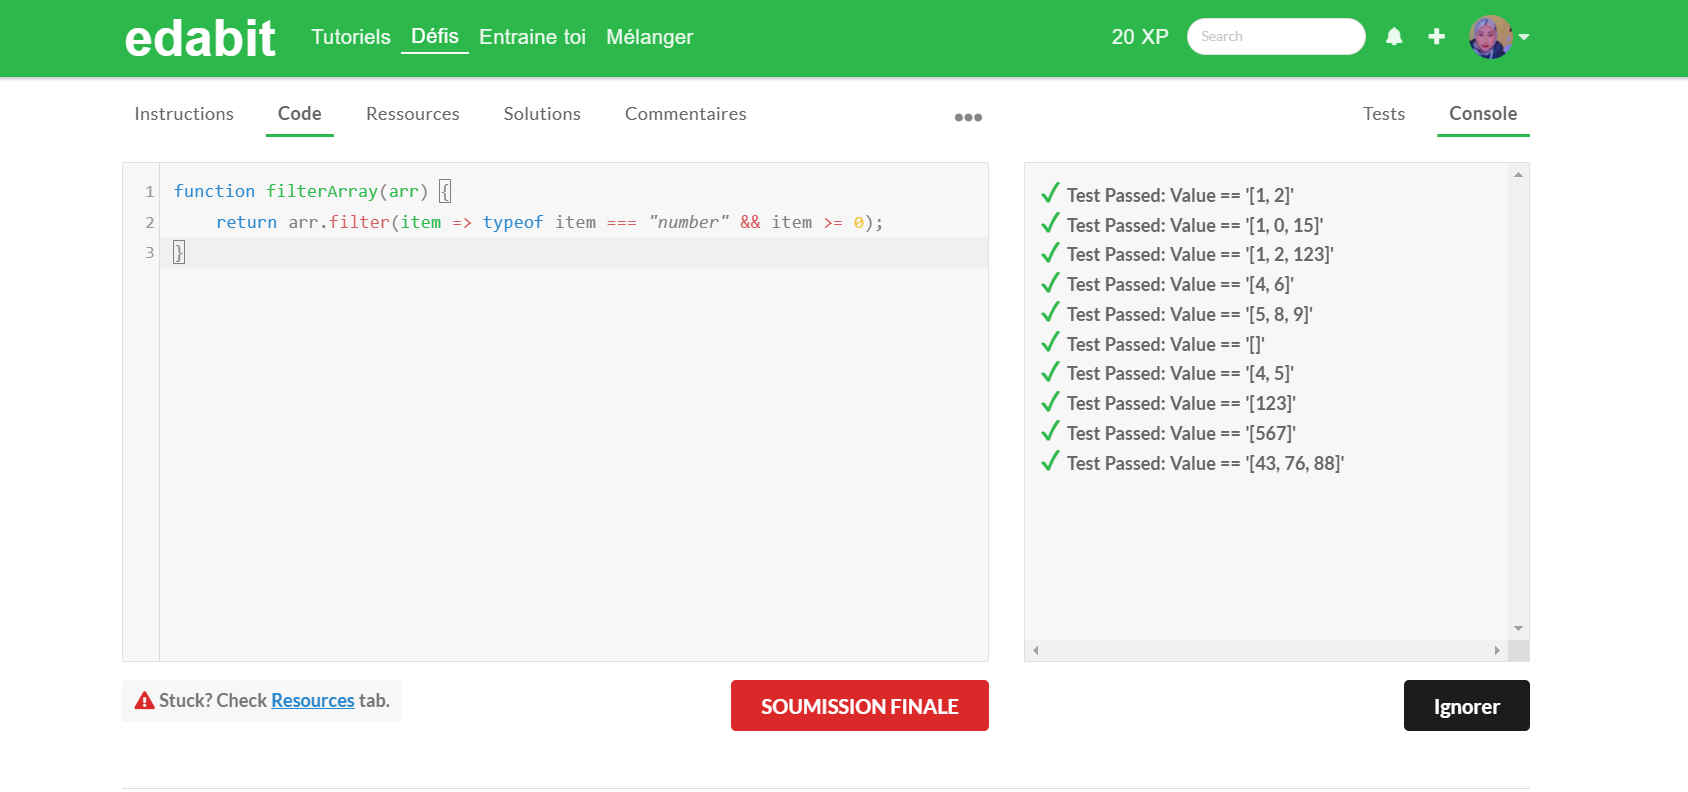 edabit Tutoriels Défis Entraine toi Mélanger 20 XP Search
Instructions Code Ressources Solutions Commentaires ••• Tests Console
1 function filterArray(arr) {
2 return arr.filter(item => typeof item === "number" && item >= 0);
3 }
Test Passed: Value == '[1, 2]'
Test Passed: Value == '[1, 0, 15]'
Test Passed: Value == '[1, 2, 123]'
Test Passed: Value == '[4, 6]'
Test Passed: Value == '[5, 8, 9]'
Test Passed: Value == '[]'
Test Passed: Value == '[4, 5]'
Test Passed: Value == '[123]'
Test Passed: Value == '[567]'
Test Passed: Value == '[43, 76, 88]'
Stuck? Check Resources tab. SOUMISSION FINALE Ignorer